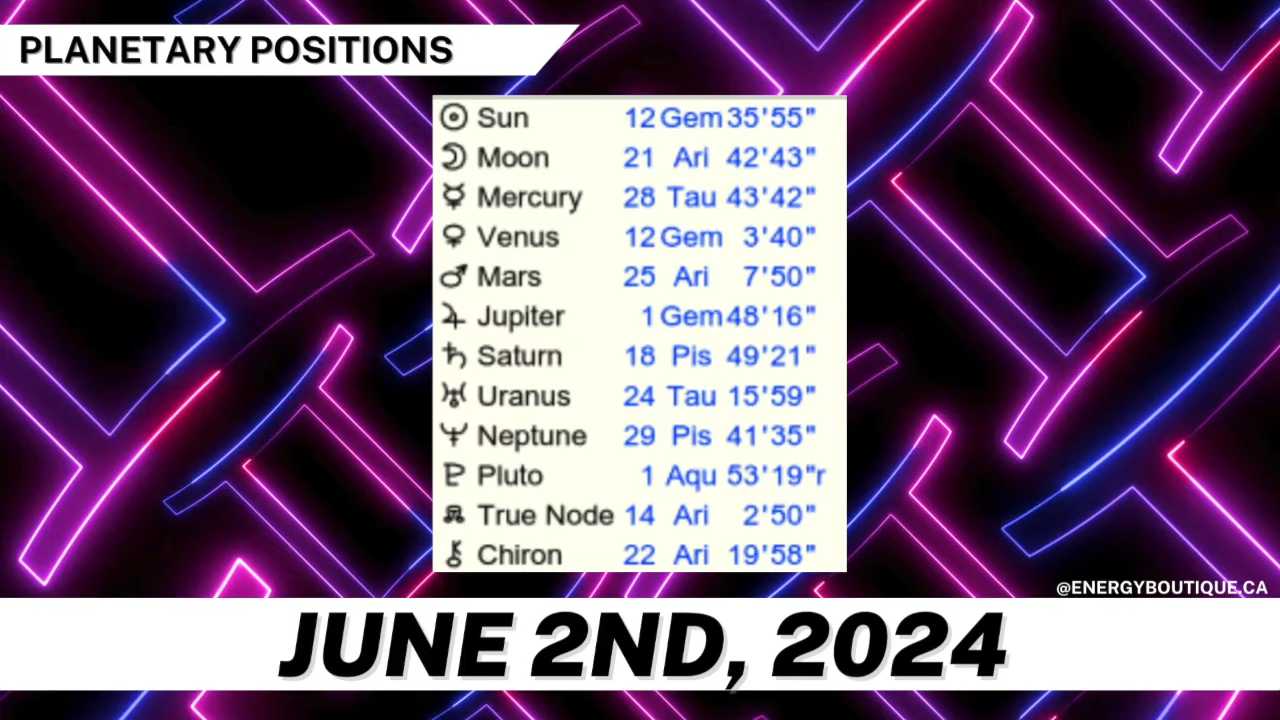 PLANETARY POSITIONS
Sun 12 Gem 35'55"
Moon 21 Ari 42'43"
Mercury 28 Tau 43'42"
Venus 12 Gem 3'40"
Mars 25 Ari 7'50"
Jupiter 1 Gem 48'16"
Saturn 18 Pis 49'21"
Uranus 24 Tau 15'59"
Neptune 29 Pis 41'35"
Pluto 1 Aqu 53'19"r
True Node 14 Ari 2'50"
Chiron 22 Ari 19'58"
@ENERGYBOUTIQUE.CA
JUNE 2ND, 2024